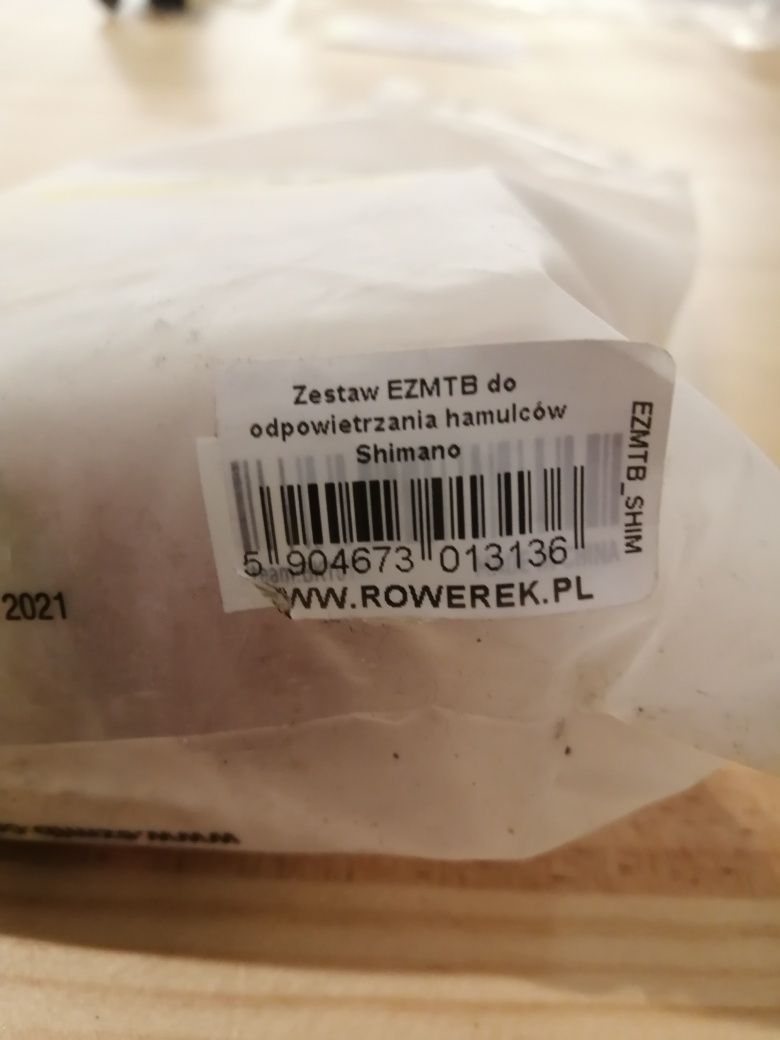 Zestaw EZMTB do
odpowietrzania hamulców
Shimano
EZMTB_SHIM
5 904673 013136
WWW.ROWEREK.PL
2021